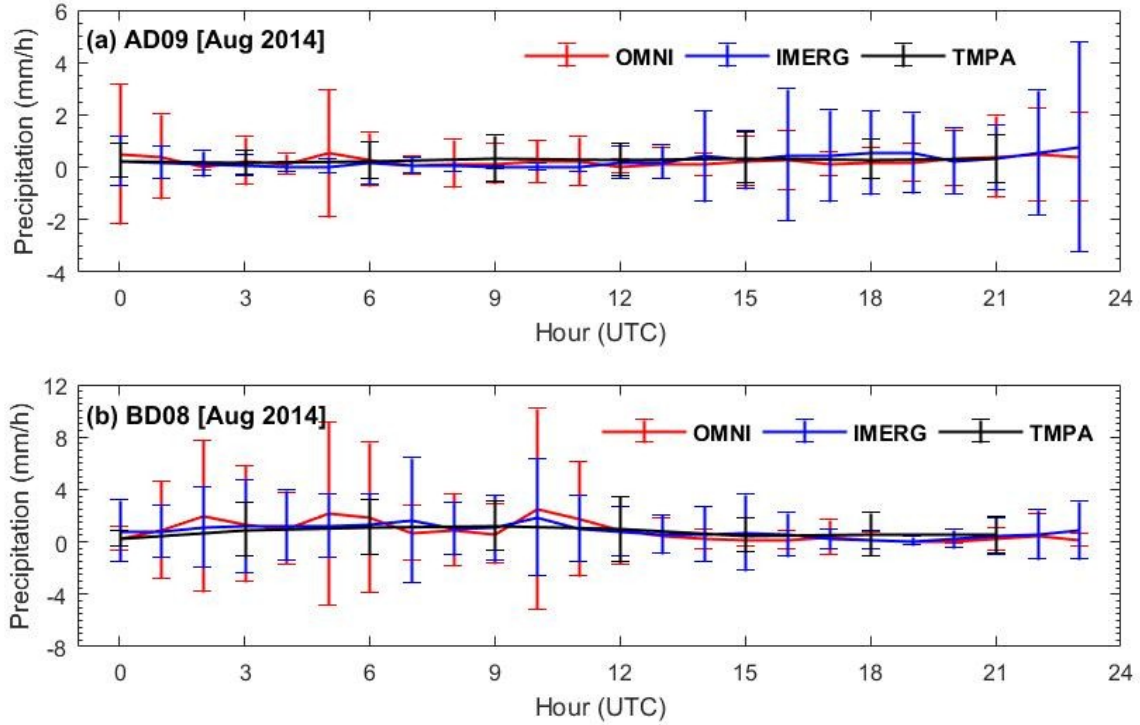 (a) AD09 [Aug 2014]
OMNI IMERG TMPA
6
4
2
0
-2
-4
Precipitation (mm/h)
0 3 6 9 12 15 18 21 24
Hour (UTC)
(b) BD08 [Aug 2014]
OMNI IMERG TMPA
12
8
4
0
-4
-8
Precipitation (mm/h)
0 3 6 9 12 15 18 21 24
Hour (UTC)